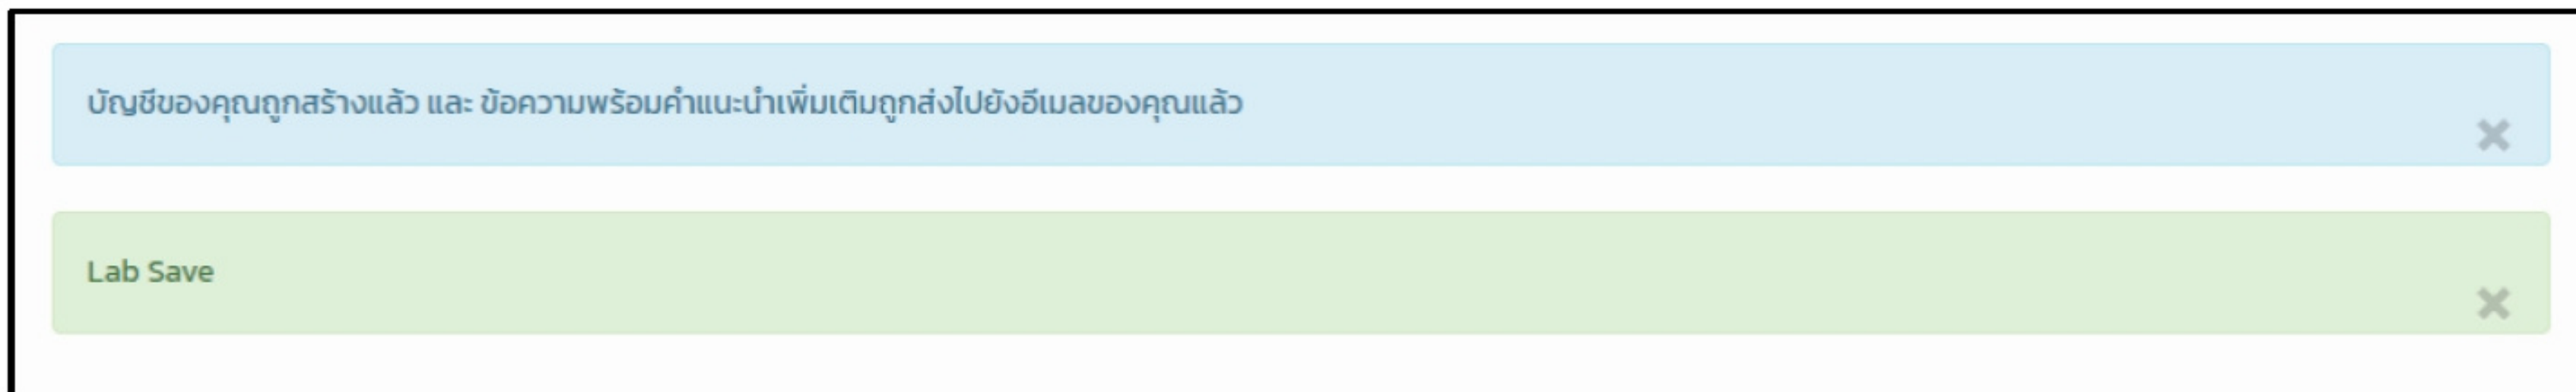 บัญชีของคุณถูกสร้างแล้ว และ ข้อความพร้อมคำแนะนำเพิ่มเติมถูกส่งไปยังอีเมลของคุณแล้ว
Lab Save